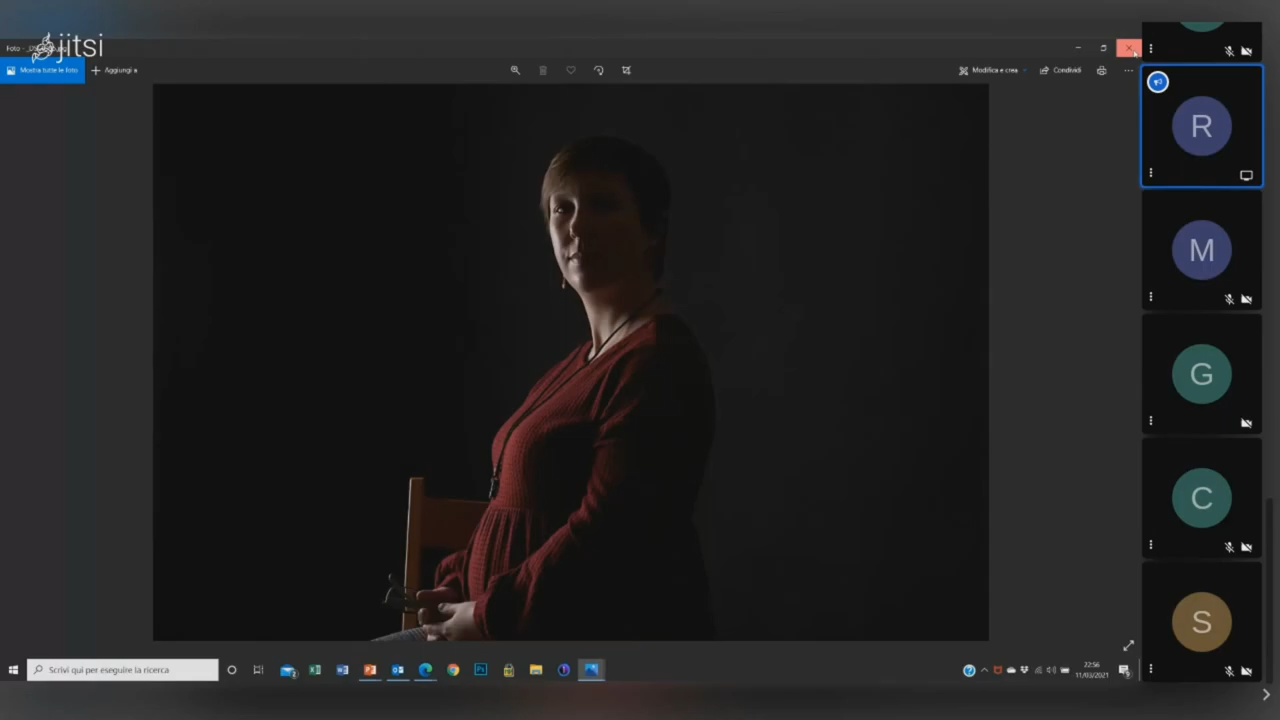 jitsi
Foto -
Mostra tutte le foto
Aggiungi a
Modifica e crea
Condividi
R
M
G
C
S
Scrivi qui per eseguire la ricerca
22:56
11/03/2021